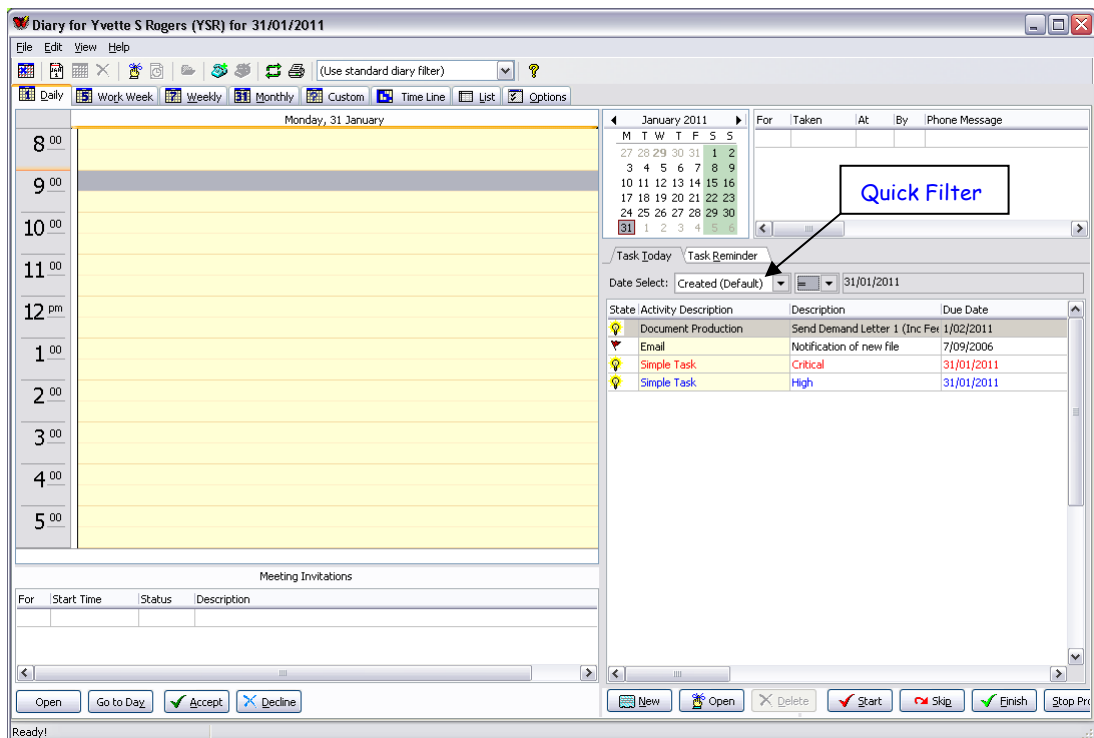 Diary for Yvette S Rogers (YSR) for 31/01/2011
File Edit View Help
(Use standard diary filter)
Daily Work Week Weekly Monthly Custom Time Line List Options
Monday, 31 January
8 00
9 00
10 00
11 00
12 pm
1 00
2 00
3 00
4 00
5 00
January 2011
M T W T F S S
27 28 29 30 31 1 2
3 4 5 6 7 8 9
10 11 12 13 14 15 16
17 18 19 20 21 22 23
24 25 26 27 28 29 30
31 1 2 3 4 5 6
For Taken At By Phone Message
Quick Filter
Task Today Task Reminder
Date Select: Created (Default) = 31/01/2011
State Activity Description Description Due Date
Document Production Send Demand Letter 1 (Inc Fee 1/02/2011
Email Notification of new file 7/09/2006
Simple Task Critical 31/01/2011
Simple Task High 31/01/2011
Meeting Invitations
For Start Time Status Description
Open Go to Day Accept Decline
New Open Delete Start Skip Finish Stop Pro
Ready!